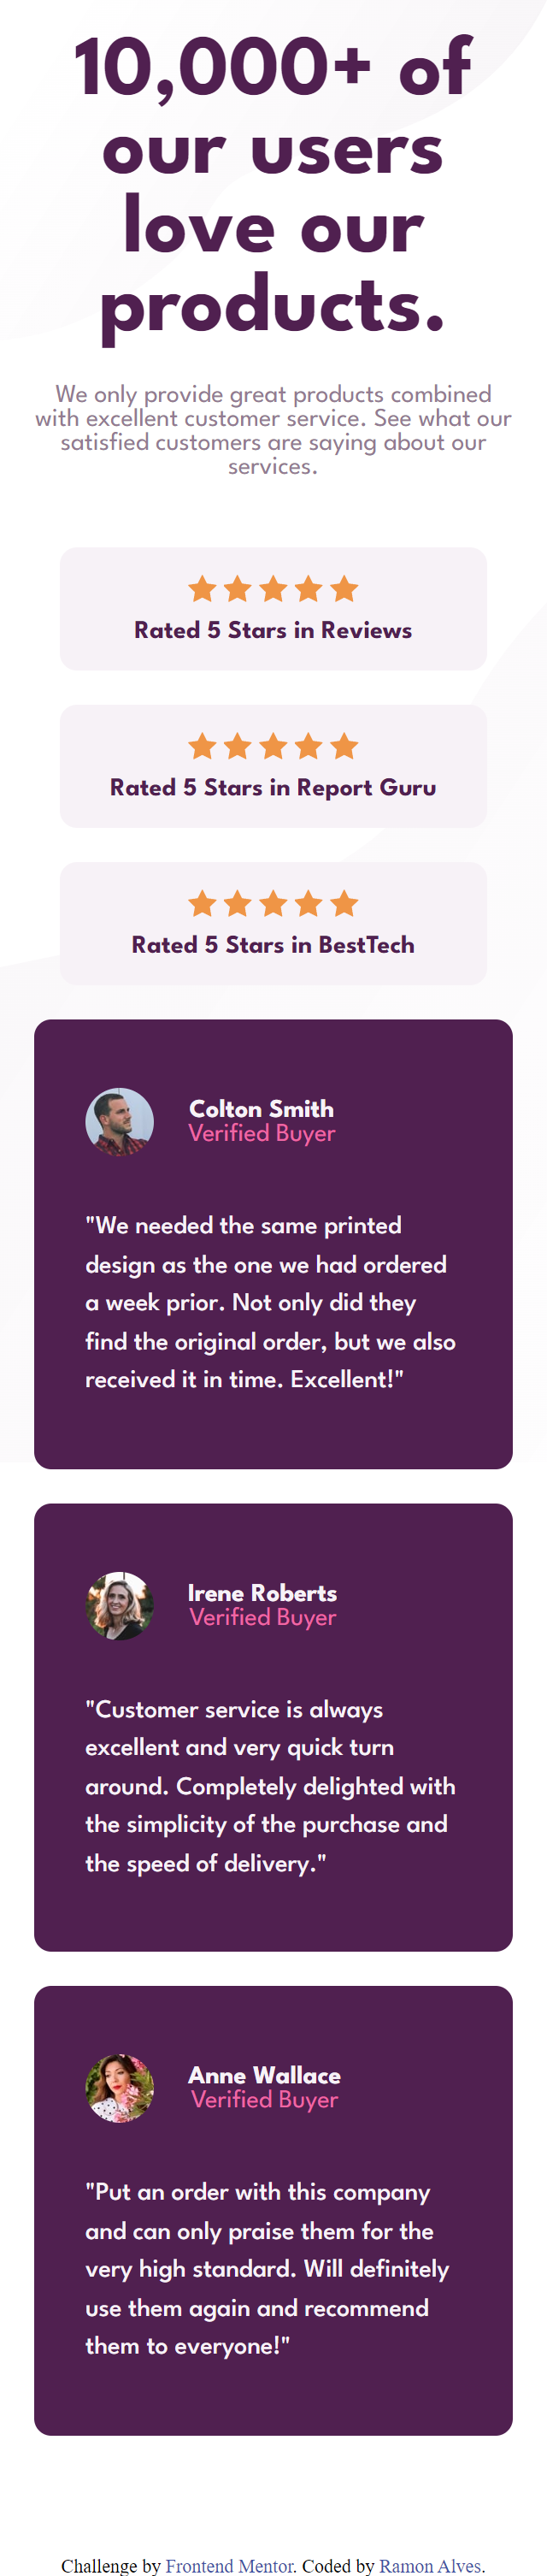 10,000+ of
our users
love our
products.
We only provide great products combined
with excellent customer service. See what our
satisfied customers are saying about our
services.
Rated 5 Stars in Reviews
Rated 5 Stars in Report Guru
Rated 5 Stars in BestTech
Colton Smith
Verified Buyer
"We needed the same printed
design as the one we had ordered
a week prior. Not only did they
find the original order, but we also
received it in time. Excellent!"
Irene Roberts
Verified Buyer
"Customer service is always
excellent and very quick turn
around. Completely delighted with
the simplicity of the purchase and
the speed of delivery."
Anne Wallace
Verified Buyer
"Put an order with this company
and can only praise them for the
very high standard. Will definitely
use them again and recommend
them to everyone!"
Challenge by Frontend Mentor. Coded by Ramon Alves.